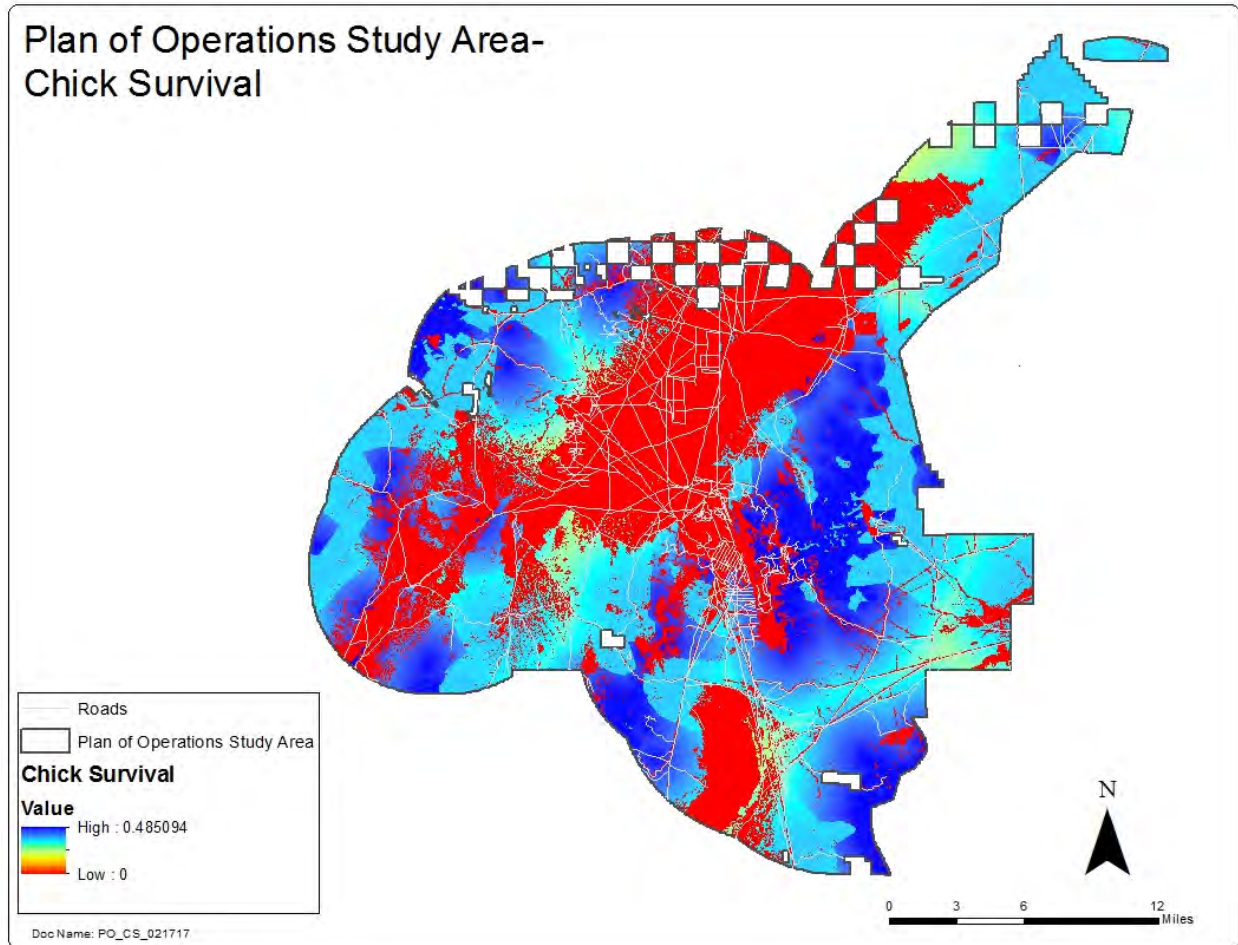 Plan of Operations Study Area-
Chick Survival
Roads
Plan of Operations Study Area
Chick Survival
Value
High : 0.485094
Low : 0
Doc Name: PO_CS_021717
N
0 3 6 12
Miles